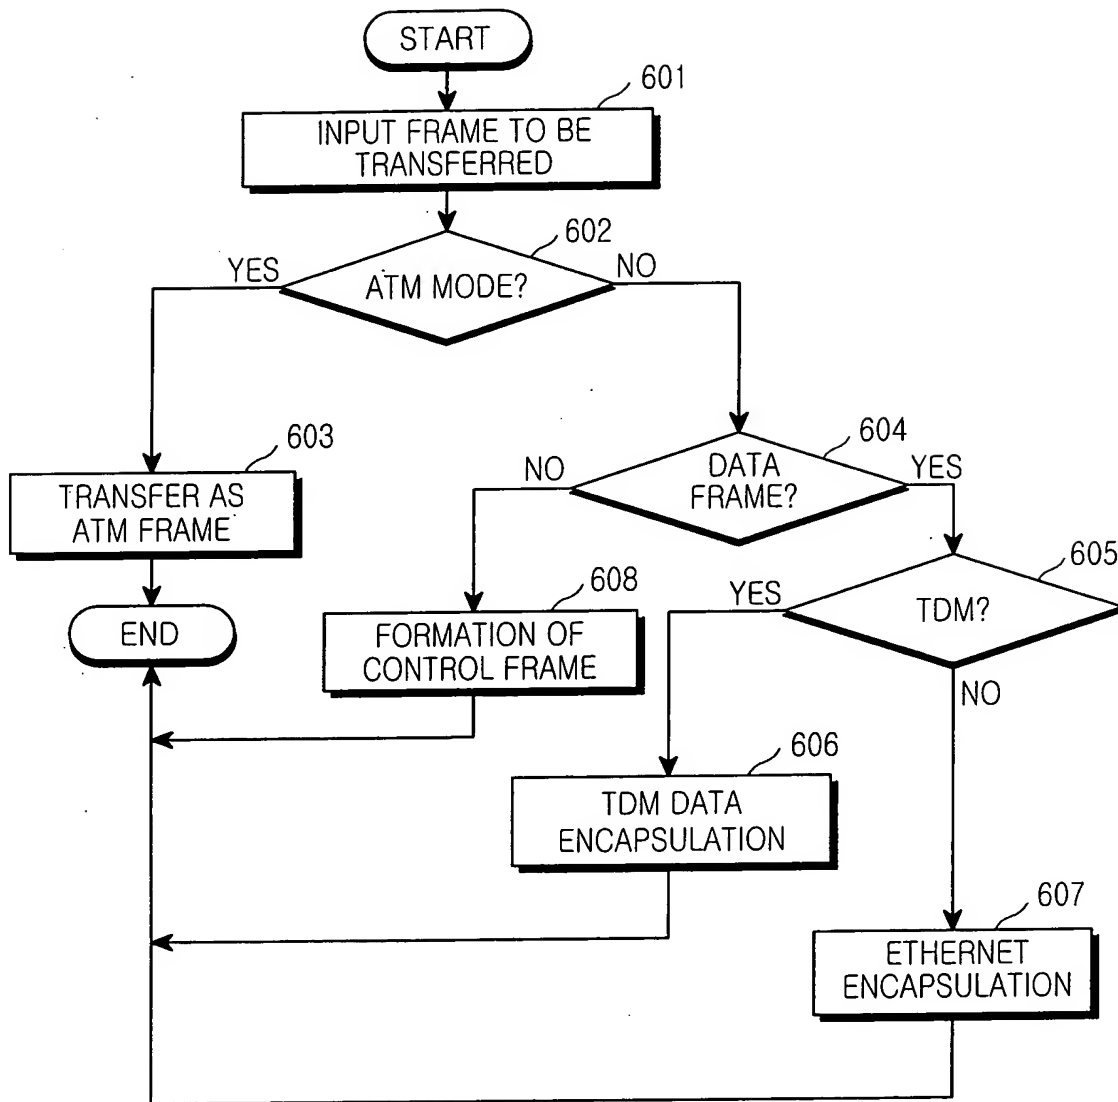 START
601
INPUT FRAME TO BE
TRANSFERRED
602
YES
ATM MODE?
NO
603
TRANSFER AS
ATM FRAME
604
NO
DATA
FRAME?
YES
605
END
608
FORMATION OF
CONTROL FRAME
YES
TDM?
NO
606
TDM DATA
ENCAPSULATION
607
ETHERNET
ENCAPSULATION